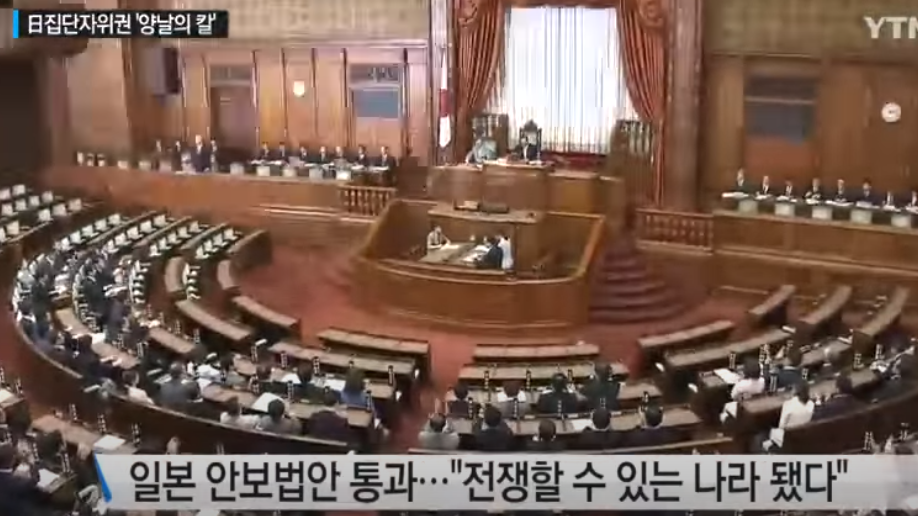 日집단자위권 '양날의 칼'
YTN
일본 안보법안 통과…"전쟁할 수 있는 나라 됐다"